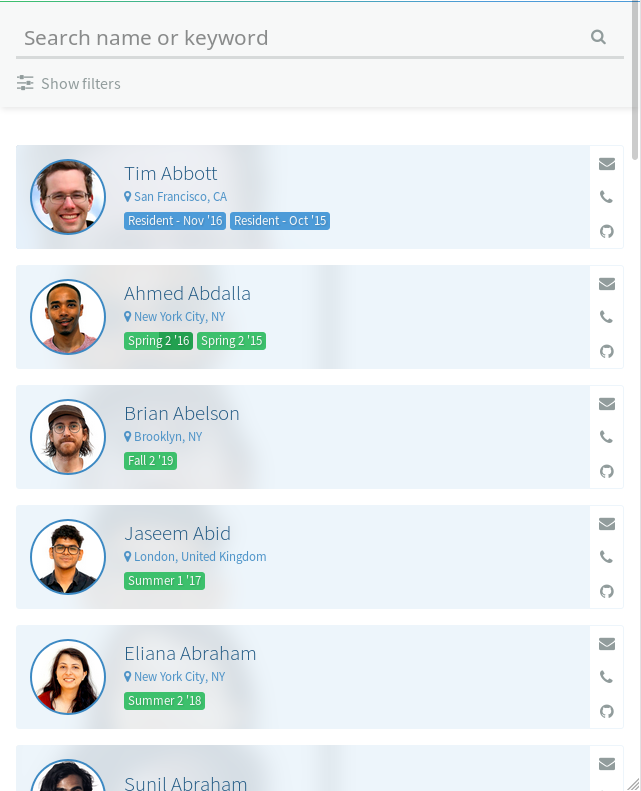 Search name or keyword
Show filters
Tim Abbott
San Francisco, CA
Resident - Nov '16 Resident - Oct '15
Ahmed Abdalla
New York City, NY
Spring 2 '16 Spring 2 '15
Brian Abelson
Brooklyn, NY
Fall 2 '19
Jaseem Abid
London, United Kingdom
Summer 1 '17
Eliana Abraham
New York City, NY
Summer 2 '18
Sunil Abraham